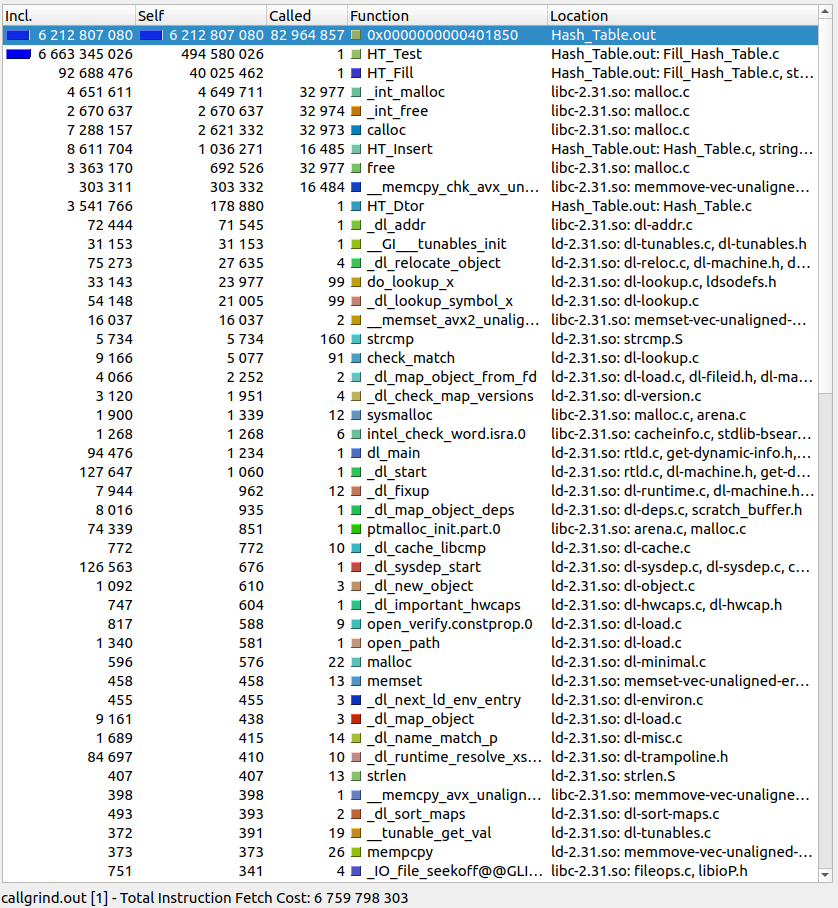 Incl. Self Called Function Location
6 212 807 080 6 212 807 080 82 964 857 0x0000000000401850 Hash_Table.out
6 663 345 026 494 580 026 1 HT_Test Hash_Table.out: Fill_Hash_Table.c
92 688 476 40 025 462 1 HT_Fill Hash_Table.out: Fill_Hash_Table.c, st...
4 651 611 4 649 711 32 977 _int_malloc libc-2.31.so: malloc.c
2 670 637 2 670 637 32 974 _int_free libc-2.31.so: malloc.c
7 288 157 2 621 332 32 973 calloc libc-2.31.so: malloc.c
8 611 704 1 036 271 16 485 HT_Insert Hash_Table.out: Hash_Table.c, string...
3 363 170 692 526 32 977 free libc-2.31.so: malloc.c
303 311 303 332 16 484 __memcpy_chk_avx_un... libc-2.31.so: memmove-vec-unaligne...
3 541 766 178 880 1 HT_Dtor Hash_Table.out: Hash_Table.c
72 444 71 545 1 _dl_addr libc-2.31.so: dl-addr.c
31 153 31 153 1 __GI___tunables_init ld-2.31.so: dl-tunables.c, dl-tunables.h
75 273 27 635 4 _dl_relocate_object ld-2.31.so: dl-reloc.c, dl-machine.h, d...
33 143 23 977 99 do_lookup_x ld-2.31.so: dl-lookup.c, ldsodefs.h
54 148 21 005 99 _dl_lookup_symbol_x ld-2.31.so: dl-lookup.c
16 037 16 037 2 __memset_avx2_unalig... libc-2.31.so: memset-vec-unaligned-...
5 734 5 734 160 strcmp ld-2.31.so: strcmp.S
9 166 5 077 91 check_match ld-2.31.so: dl-lookup.c
4 066 2 252 2 _dl_map_object_from_fd ld-2.31.so: dl-load.c, dl-fileid.h, dl-ma...
3 120 1 951 4 _dl_check_map_versions ld-2.31.so: dl-version.c
1 900 1 339 12 sysmalloc libc-2.31.so: malloc.c, arena.c
1 268 1 268 6 intel_check_word.isra.0 libc-2.31.so: cacheinfo.c, stdlib-bsear...
94 476 1 234 1 dl_main ld-2.31.so: rtld.c, get-dynamic-info.h,...
127 647 1 060 1 _dl_start ld-2.31.so: rtld.c, dl-machine.h, get-d...
7 944 962 12 _dl_fixup ld-2.31.so: dl-runtime.c, dl-machine.h...
8 016 935 1 _dl_map_object_deps ld-2.31.so: dl-deps.c, scratch_buffer.h
74 339 851 1 ptmalloc_init.part.0 libc-2.31.so: arena.c, malloc.c
772 772 10 _dl_cache_libcmp ld-2.31.so: dl-cache.c
126 563 676 1 _dl_sysdep_start ld-2.31.so: dl-sysdep.c, dl-sysdep.c, c...
1 092 610 3 _dl_new_object ld-2.31.so: dl-object.c
747 604 1 _dl_important_hwcaps ld-2.31.so: dl-hwcaps.c, dl-hwcap.h
817 588 9 open_verify.constprop.0 ld-2.31.so: dl-load.c
1 340 581 1 open_path ld-2.31.so: dl-load.c
596 576 22 malloc ld-2.31.so: dl-minimal.c
458 458 13 memset ld-2.31.so: memset-vec-unaligned-er...
455 455 3 _dl_next_ld_env_entry ld-2.31.so: dl-environ.c
9 161 438 3 _dl_map_object ld-2.31.so: dl-load.c
1 689 415 14 _dl_name_match_p ld-2.31.so: dl-misc.c
84 697 410 10 _dl_runtime_resolve_xs... ld-2.31.so: dl-trampoline.h
407 407 13 strlen ld-2.31.so: strlen.S
398 398 1 __memcpy_avx_unalign... libc-2.31.so: memmove-vec-unaligne...
493 393 2 _dl_sort_maps ld-2.31.so: dl-sort-maps.c
372 391 19 __tunable_get_val ld-2.31.so: dl-tunables.c
373 373 26 mempcpy ld-2.31.so: memmove-vec-unaligned-...
751 341 4 _IO_file_seekoff@@GLI... libc-2.31.so: fileops.c, libioP.h
callgrind.out [1] - Total Instruction Fetch Cost: 6 759 798 303